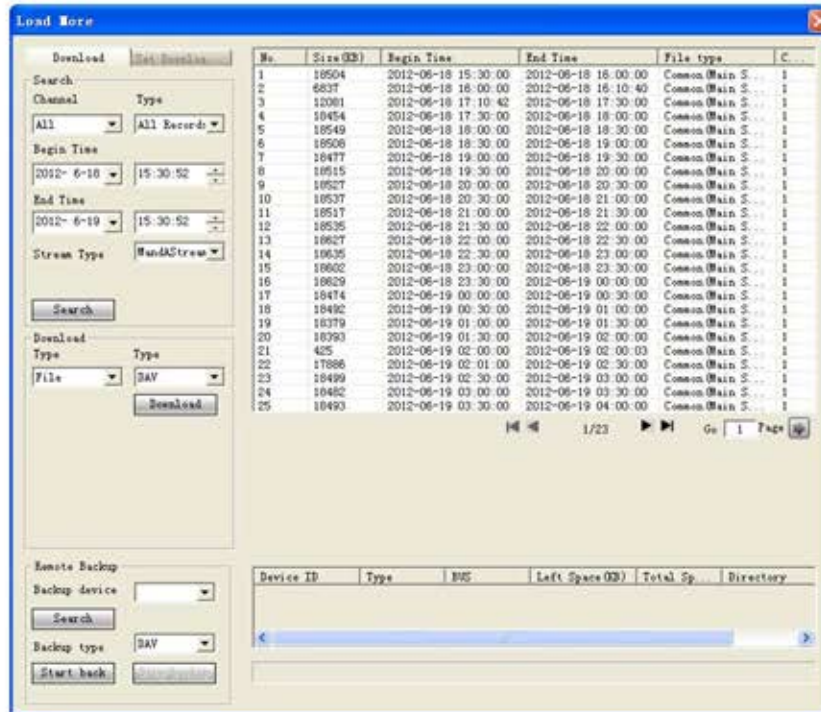 Load More
Download
Search
Channel Type
All All Records
Begin Time
2012- 6-18 15:30:52
End Time
2012- 6-19 15:30:52
Stream Type MandAStream
Search
Download
Type Type
File DAV
Download
Remote Backup
Backup device
Search
Backup type DAV
Start back
No. Size(KB) Begin Time End Time File type C...
1 18504 2012-06-18 15:30:00 2012-06-18 16:00:00 Common(Main S... 1
2 6837 2012-06-18 16:00:00 2012-06-18 16:10:40 Common(Main S... 1
3 12081 2012-06-18 17:10:42 2012-06-18 17:30:00 Common(Main S... 1
4 18454 2012-06-18 17:30:00 2012-06-18 18:00:00 Common(Main S... 1
5 18549 2012-06-18 18:00:00 2012-06-18 18:30:00 Common(Main S... 1
6 18508 2012-06-18 18:30:00 2012-06-18 19:00:00 Common(Main S... 1
7 18477 2012-06-18 19:00:00 2012-06-18 19:30:00 Common(Main S... 1
8 18515 2012-06-18 19:30:00 2012-06-18 20:00:00 Common(Main S... 1
9 18527 2012-06-18 20:00:00 2012-06-18 20:30:00 Common(Main S... 1
10 18537 2012-06-18 20:30:00 2012-06-18 21:00:00 Common(Main S... 1
11 18517 2012-06-18 21:00:00 2012-06-18 21:30:00 Common(Main S... 1
12 18535 2012-06-18 21:30:00 2012-06-18 22:00:00 Common(Main S... 1
13 18627 2012-06-18 22:00:00 2012-06-18 22:30:00 Common(Main S... 1
14 18635 2012-06-18 22:30:00 2012-06-18 23:00:00 Common(Main S... 1
15 18602 2012-06-18 23:00:00 2012-06-18 23:30:00 Common(Main S... 1
16 18629 2012-06-18 23:30:00 2012-06-19 00:00:00 Common(Main S... 1
17 18474 2012-06-19 00:00:00 2012-06-19 00:30:00 Common(Main S... 1
18 18492 2012-06-19 00:30:00 2012-06-19 01:00:00 Common(Main S... 1
19 18379 2012-06-19 01:00:00 2012-06-19 01:30:00 Common(Main S... 1
20 18393 2012-06-19 01:30:00 2012-06-19 02:00:00 Common(Main S... 1
21 425 2012-06-19 02:00:00 2012-06-19 02:00:03 Common(Main S... 1
22 17886 2012-06-19 02:01:00 2012-06-19 02:30:00 Common(Main S... 1
23 18499 2012-06-19 02:30:00 2012-06-19 03:00:00 Common(Main S... 1
24 18482 2012-06-19 03:00:00 2012-06-19 03:30:00 Common(Main S... 1
25 18493 2012-06-19 03:30:00 2012-06-19 04:00:00 Common(Main S... 1
1/23 Go 1 Page
Device ID Type BUS Left Space(KB) Total Sp... Directory